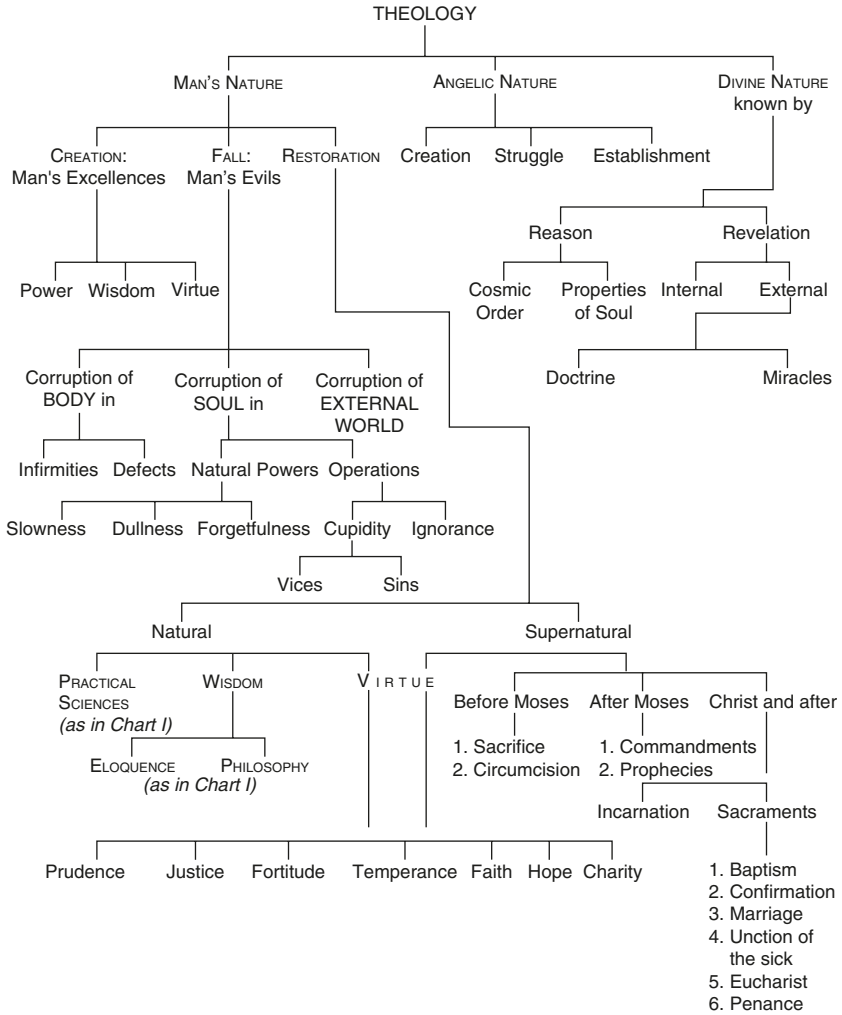 THEOLOGY
MAN'S NATURE
ANGELIC NATURE
DIVINE NATURE
known by
CREATION:
Man's Excellences
FALL:
Man's Evils
RESTORATION
Creation
Struggle
Establishment
Reason
Revelation
Power
Wisdom
Virtue
Cosmic
Order
Properties
of Soul
Internal
External
Doctrine
Miracles
Corruption of
BODY in
Corruption of
SOUL in
Corruption of
EXTERNAL
WORLD
Infirmities
Defects
Natural Powers
Operations
Slowness
Dullness
Forgetfulness
Cupidity
Ignorance
Vices
Sins
Natural
Supernatural
PRACTICAL
SCIENCES
(as in Chart I)
WISDOM
VIRTUE
Before Moses
After Moses
Christ and after
1. Sacrifice
2. Circumcision
1. Commandments
2. Prophecies
ELOQUENCE
PHILOSOPHY
(as in Chart I)
Incarnation
Sacraments
Prudence
Justice
Fortitude
Temperance
Faith
Hope
Charity
1. Baptism
2. Confirmation
3. Marriage
4. Unction of
the sick
5. Eucharist
6. Penance